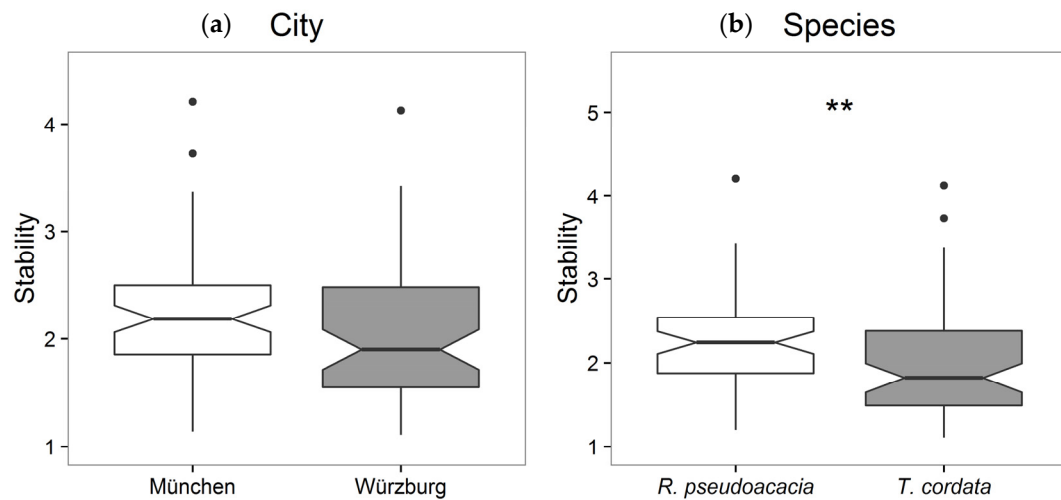 (a) City
4
3
2
1
Stability
München
Würzburg
(b) Species
**
5
4
3
2
1
Stability
R. pseudoacacia
T. cordata